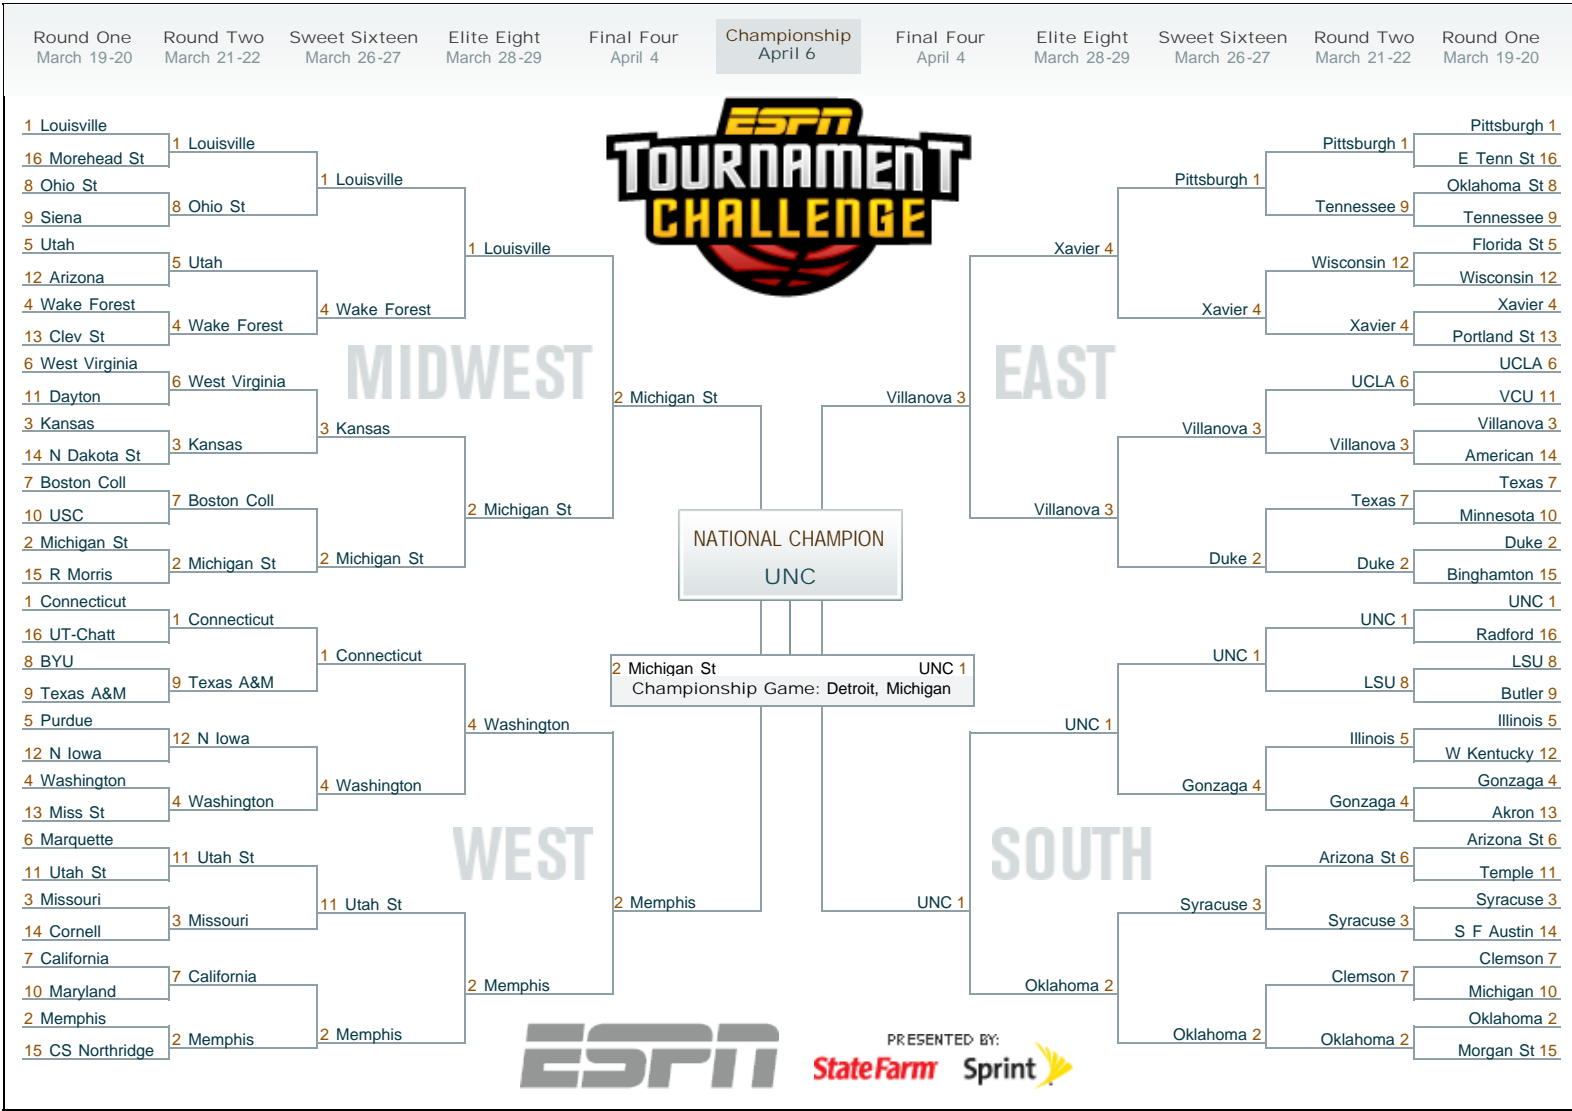 Round One
March 19-20
Round Two
March 21-22
Sweet Sixteen
March 26-27
Elite Eight
March 28-29
Final Four
April 4
Championship
April 6
Final Four
April 4
Elite Eight
March 28-29
Sweet Sixteen
March 26-27
Round Two
March 21-22
Round One
March 19-20
ESPN
TOURNAMENT
CHALLENGE
1 Louisville
16 Morehead St
8 Ohio St
9 Siena
5 Utah
12 Arizona
4 Wake Forest
13 Clev St
6 West Virginia
11 Dayton
3 Kansas
14 N Dakota St
7 Boston Coll
10 USC
2 Michigan St
15 R Morris
1 Connecticut
16 UT-Chatt
8 BYU
9 Texas A&M
5 Purdue
12 N Iowa
4 Washington
13 Miss St
6 Marquette
11 Utah St
3 Missouri
14 Cornell
7 California
10 Maryland
2 Memphis
15 CS Northridge
1 Louisville
8 Ohio St
5 Utah
4 Wake Forest
6 West Virginia
3 Kansas
7 Boston Coll
2 Michigan St
1 Connecticut
9 Texas A&M
12 N Iowa
4 Washington
11 Utah St
3 Missouri
7 California
2 Memphis
1 Louisville
4 Wake Forest
3 Kansas
2 Michigan St
1 Connecticut
4 Washington
11 Utah St
2 Memphis
1 Louisville
2 Michigan St
4 Washington
2 Memphis
MIDWEST
WEST
2 Michigan St
2 Memphis
NATIONAL CHAMPION
UNC
2 Michigan St
UNC 1
Championship Game: Detroit, Michigan
Villanova 3
UNC 1
EAST
SOUTH
Xavier 4
Villanova 3
UNC 1
Oklahoma 2
Pittsburgh 1
Xavier 4
Villanova 3
Duke 2
UNC 1
Gonzaga 4
Syracuse 3
Oklahoma 2
Pittsburgh 1
Tennessee 9
Wisconsin 12
Xavier 4
UCLA 6
Villanova 3
Texas 7
Duke 2
UNC 1
LSU 8
Illinois 5
Gonzaga 4
Arizona St 6
Syracuse 3
Clemson 7
Oklahoma 2
Pittsburgh 1
E Tenn St 16
Oklahoma St 8
Tennessee 9
Florida St 5
Wisconsin 12
Xavier 4
Portland St 13
UCLA 6
VCU 11
Villanova 3
American 14
Texas 7
Minnesota 10
Duke 2
Binghamton 15
UNC 1
Radford 16
LSU 8
Butler 9
Illinois 5
W Kentucky 12
Gonzaga 4
Akron 13
Arizona St 6
Temple 11
Syracuse 3
S F Austin 14
Clemson 7
Michigan 10
Oklahoma 2
Morgan St 15
ESPN
PRESENTED BY:
State Farm
Sprint